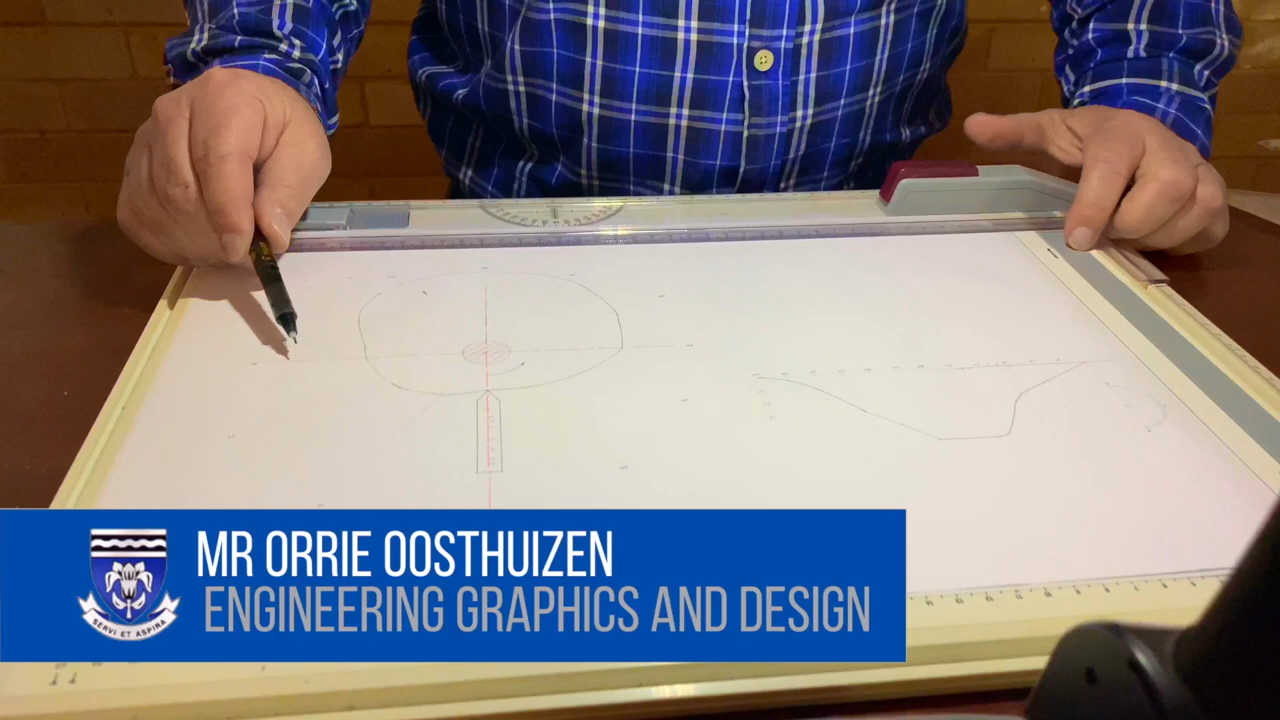 MR ORRIE OOSTHUIZEN
ENGINEERING GRAPHICS AND DESIGN
SERVI ET ASPIRA